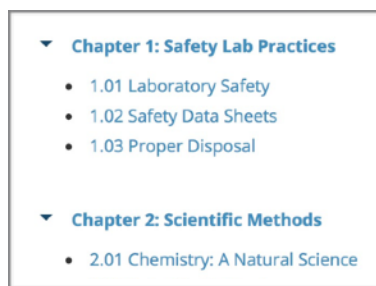 Chapter 1: Safety Lab Practices
1.01 Laboratory Safety
1.02 Safety Data Sheets
1.03 Proper Disposal
Chapter 2: Scientific Methods
2.01 Chemistry: A Natural Science